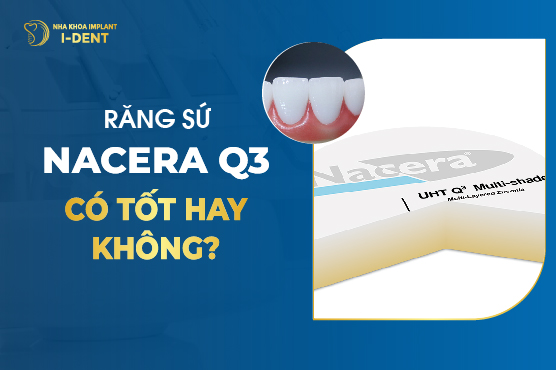 NHA KHOA IMPLANT
I-DENT
RĂNG SỨ
NACERA Q3
CÓ TỐT HAY
KHÔNG?
Nacera®
UHT Q³ Multi-shade
Multi-Layered Zirconia